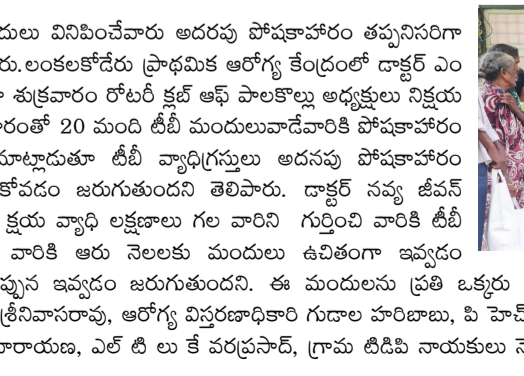 దులు వినిపించేవారు అదరపు పోషకాహారం తప్పనిసరిగా
రు.లంకలకోడేరు ప్రాథమిక ఆరోగ్య కేంద్రంలో డాక్టర్ ఎం
శుక్రవారం రోటరీ క్లబ్ ఆఫ్ పాలకొల్లు అధ్యక్షులు నిక్షయ
రంతో 20 మంది టీబీ మందులువాడేవారికి పోషకాహారం
మాట్లాడుతూ టీబీ వ్యాధిగ్రస్తులు అదనపు పోషకాహారం
కోవడం జరుగుతుందని తెలిపారు. డాక్టర్ నవ్య జీవన్
క్షయ వ్యాధి లక్షణాలు గల వారిని గుర్తించి వారికి టీబీ
వారికి ఆరు నెలలకు మందులు ఉచితంగా ఇవ్వడం
ప్పున ఇవ్వడం జరుగుతుందని. ఈ మందులను ప్రతి ఒక్కరు
శ్రీనివాసరావు, ఆరోగ్య విస్తరణాధికారి గుడాల హరిబాబు, పి హెచ్
నారాయణ, ఎల్ టి లు కే వరప్రసాద్, గ్రామ టిడిపి నాయకులు